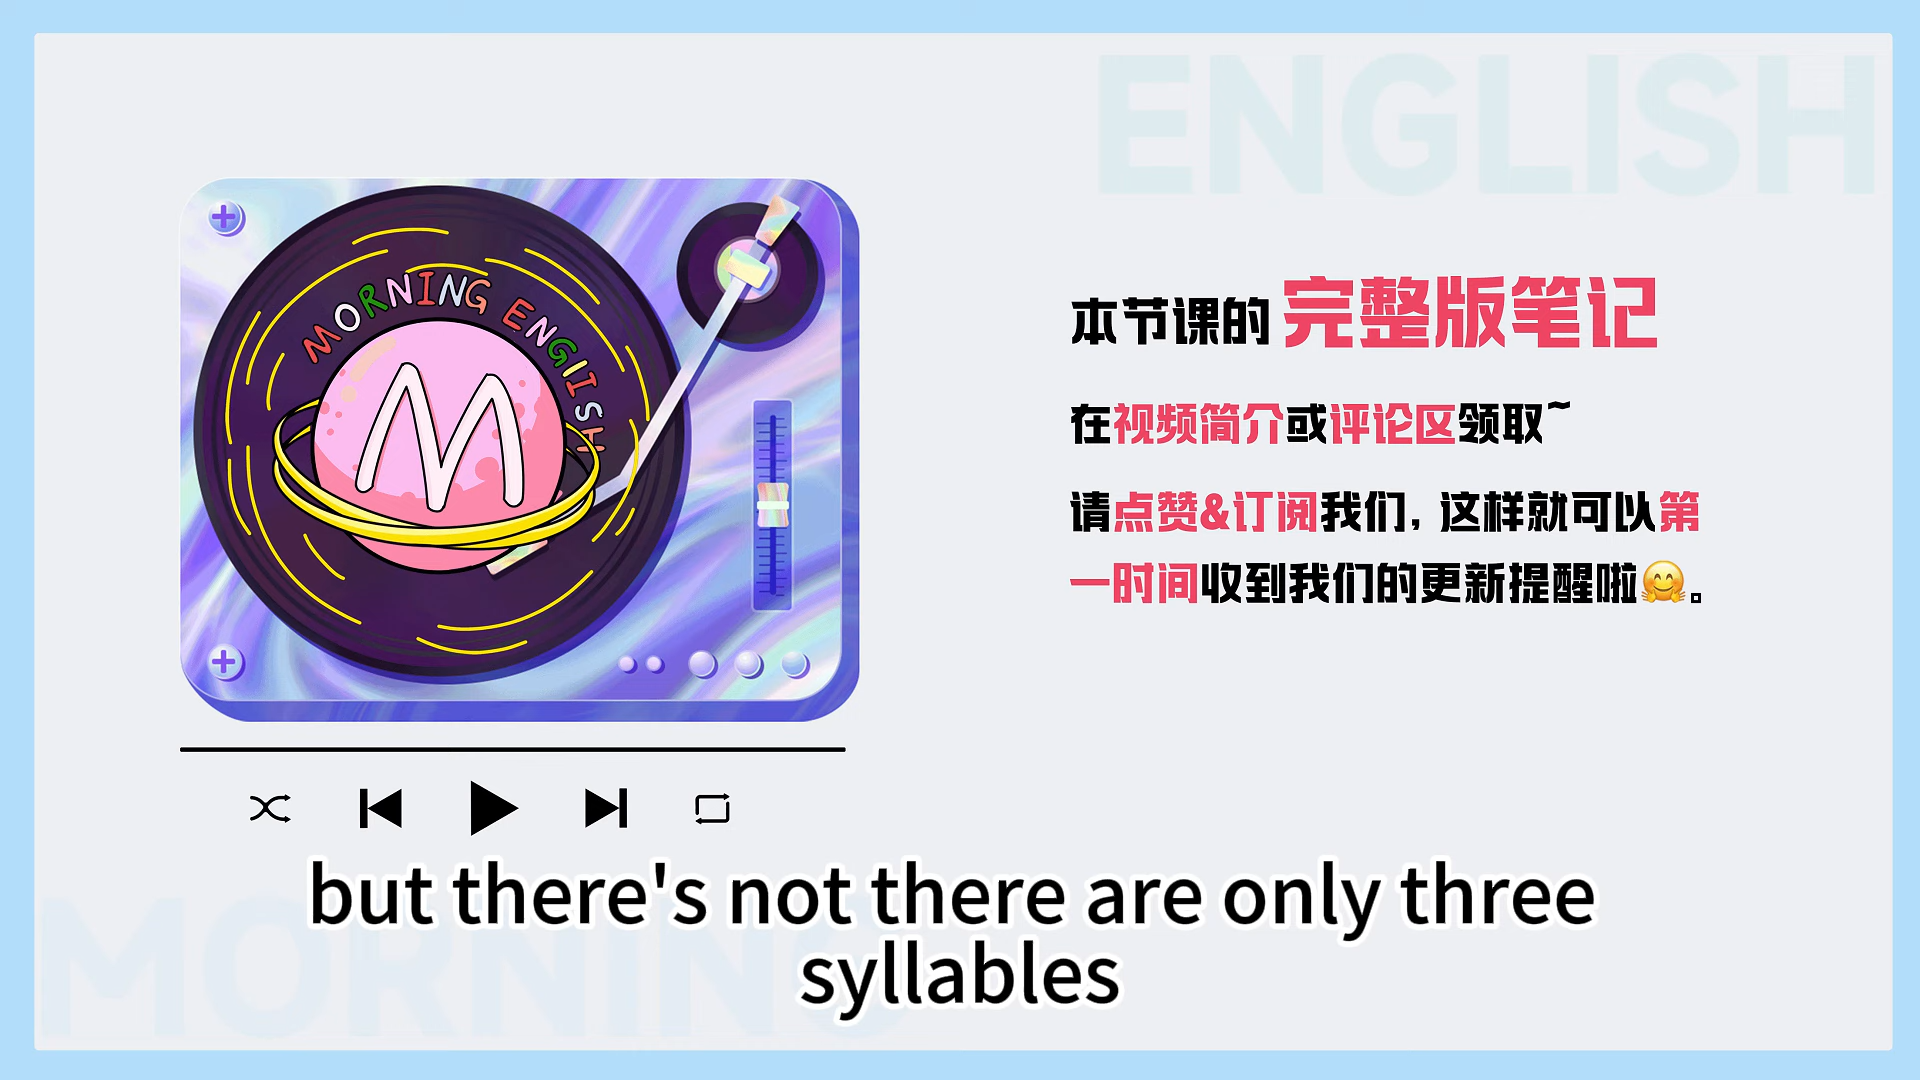 ENGLISH
MORNING ENGLISH
M
本节课的 完整版笔记
在视频简介或评论区领取~
请点赞&订阅我们，这样就可以第
一时间收到我们的更新提醒啦🤗。
MORNING
but there's not there are only three
syllables